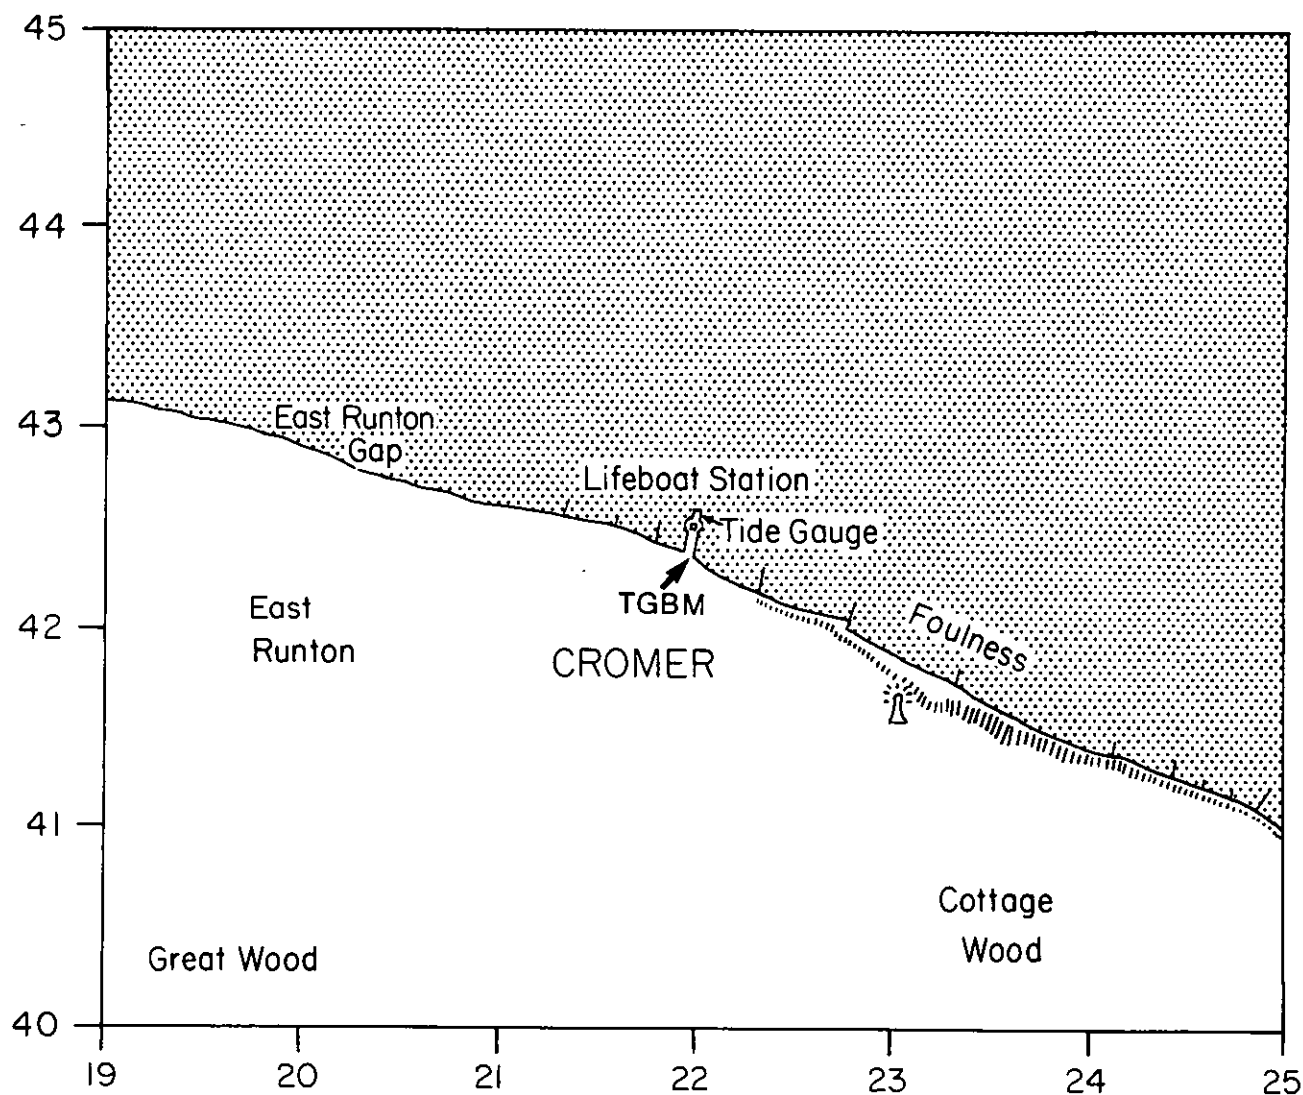 45
44
43
42
41
40
East Runton
Gap
Lifeboat Station
Tide Gauge
TGBM
East
Runton
CROMER
Foulness
Cottage
Wood
Great Wood
19
20
21
22
23
24
25